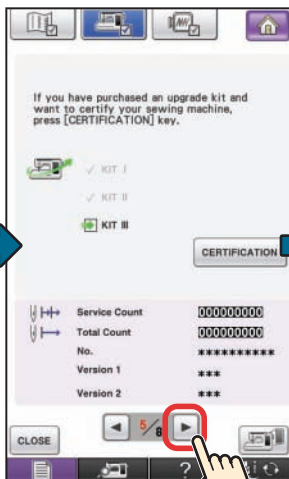 If you have purchased an upgrade kit and
want to certify your sewing machine,
press [CERTIFICATION] key.
✓ KIT I
✓ KIT II
KIT III
CERTIFICATION
Service Count 000000000
Total Count 000000000
No. **********
Version 1 ***
Version 2 ***
5/8
CLOSE
?